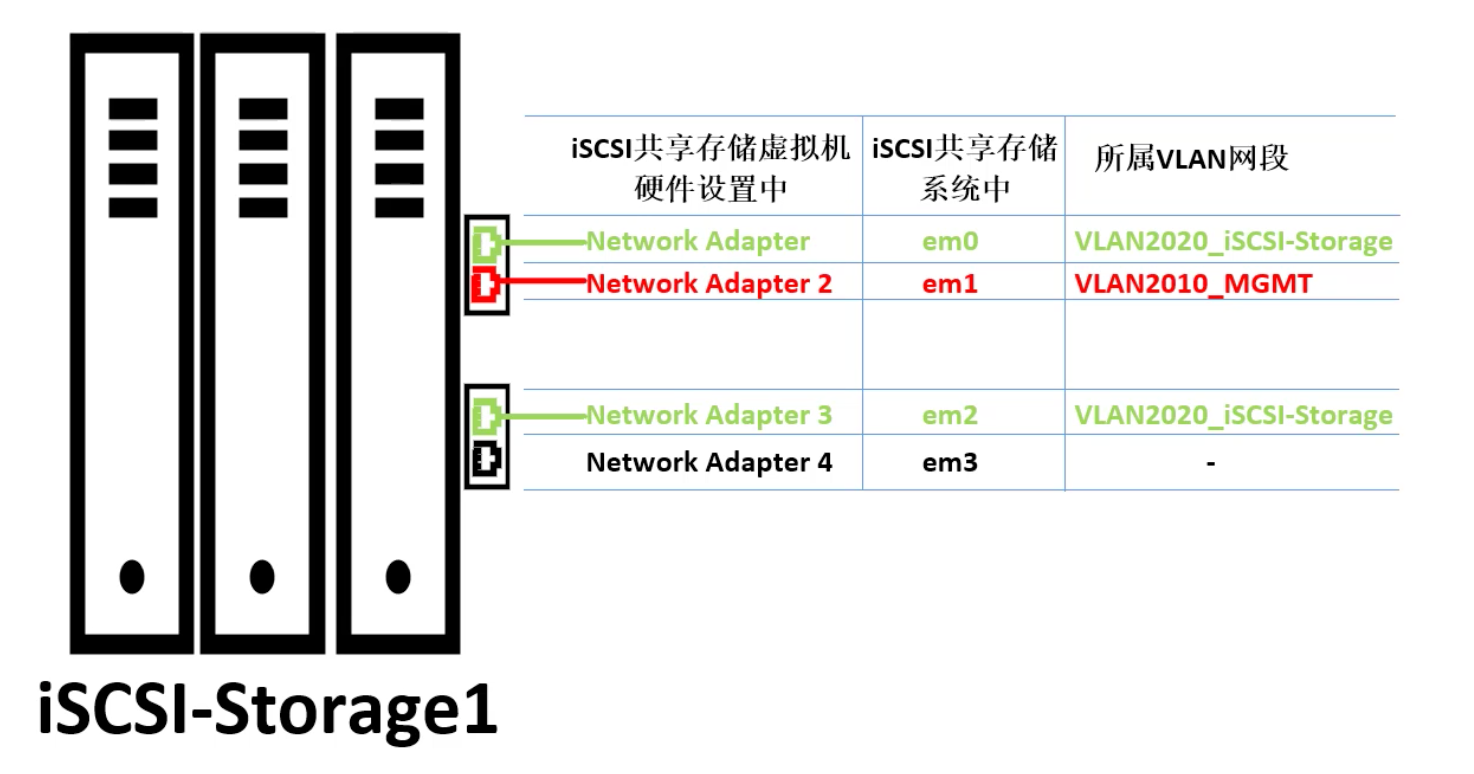 iSCSI共享存储虚拟机 iSCSI共享存储 所属VLAN网段
硬件设置中 系统中
Network Adapter em0 VLAN2020_iSCSI-Storage
Network Adapter 2 em1 VLAN2010_MGMT
Network Adapter 3 em2 VLAN2020_iSCSI-Storage
Network Adapter 4 em3 -
iSCSI-Storage1